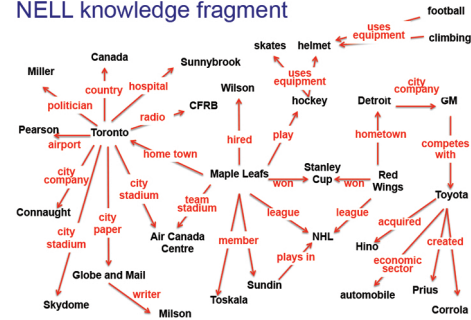 NELL knowledge fragment
football
uses
equipment
climbing
Canada
skates
helmet
Miller
Sunnybrook
country
hospital
uses
equipment
city
company
politician
Wilson
CFRB
hockey
Detroit
GM
radio
Pearson
Toronto
airport
hired
play
hometown
competes
with
home town
city
company
city
stadium
Maple Leafs
won
Stanley
Cup
won
Red
Wings
Toyota
team
stadium
league
league
acquired
Connaught
city
stadium
city
paper
Air Canada
Centre
member
NHL
Hino
created
plays in
economic
sector
Globe and Mail
Sundin
Prius
writer
Toskala
automobile
Skydome
Milson
Corrola